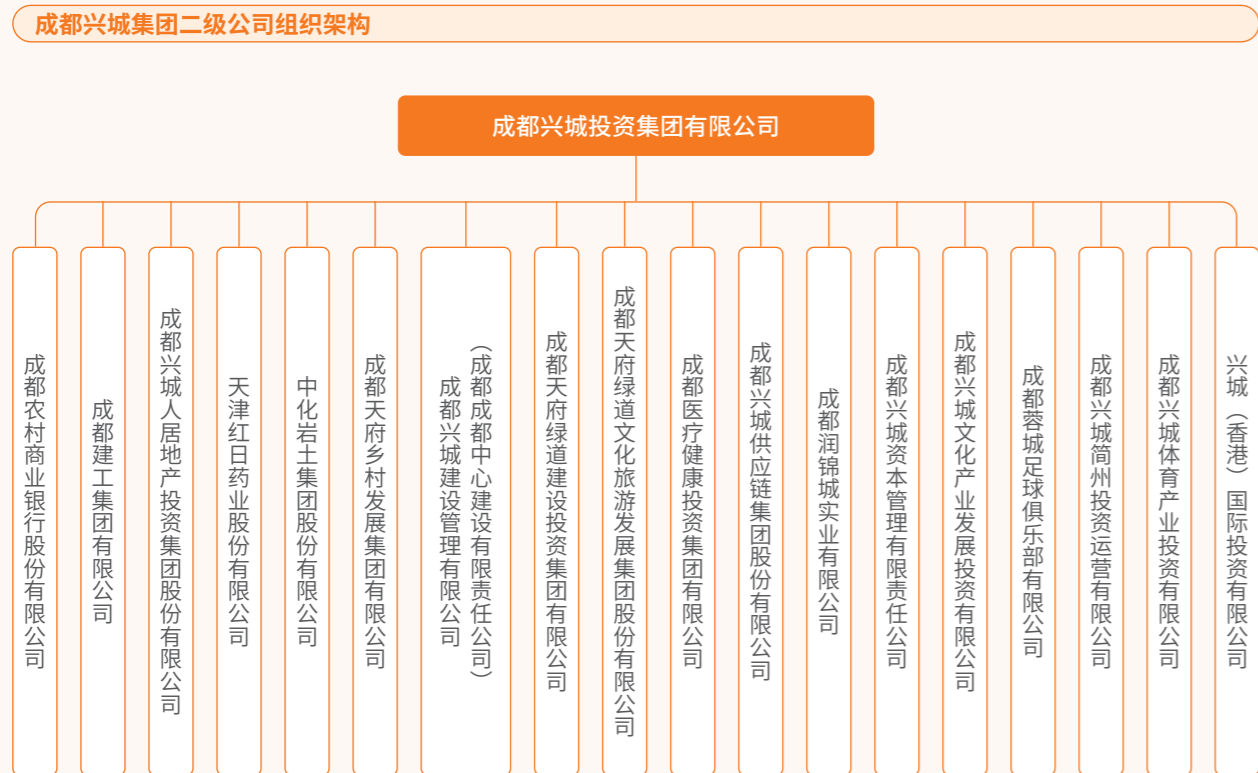 成都兴城集团二级公司组织架构
成都兴城投资集团有限公司
成都农村商业银行股份有限公司
成都建工集团有限公司
成都兴城人居地产投资集团股份有限公司
天津红日药业股份有限公司
中化岩土集团股份有限公司
成都天府乡村发展集团有限公司
成都兴城建设管理有限公司
（成都成都中心建设有限责任公司）
成都天府绿道建设投资集团有限公司
成都天府绿道文化旅游发展集团股份有限公司
成都医疗健康投资集团有限公司
成都兴城供应链集团股份有限公司
成都润锦城实业有限公司
成都兴城资本管理有限责任公司
成都兴城文化产业发展投资有限公司
成都蓉城足球俱乐部有限公司
成都兴城简州投资运营有限公司
成都兴城体育产业投资有限公司
兴城（香港）国际投资有限公司